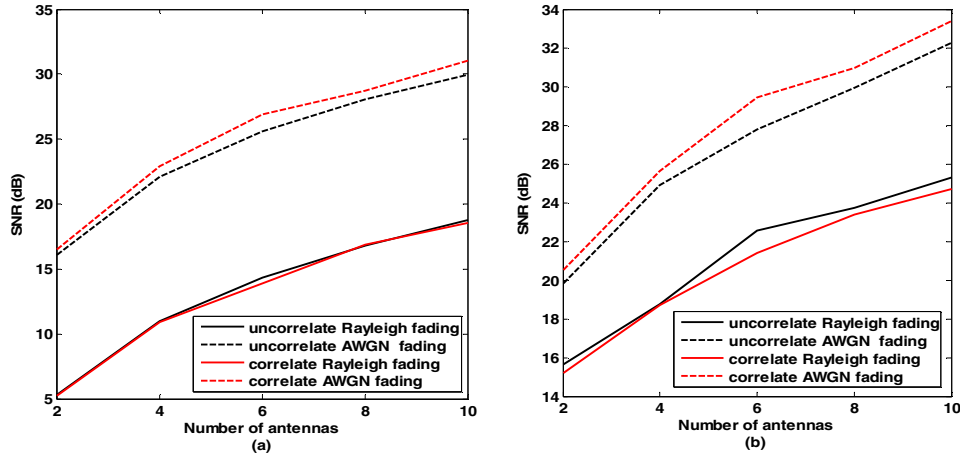 35
30
25
20
15
10
5
SNR (dB)
uncorrelate Rayleigh fading
uncorrelate AWGN fading
correlate Rayleigh fading
correlate AWGN fading
2 4 6 8 10
Number of antennas
(a)
34
32
30
28
26
24
22
20
18
16
14
SNR (dB)
uncorrelate Rayleigh fading
uncorrelate AWGN fading
correlate Rayleigh fading
correlate AWGN fading
2 4 6 8 10
Number of antennas
(b)